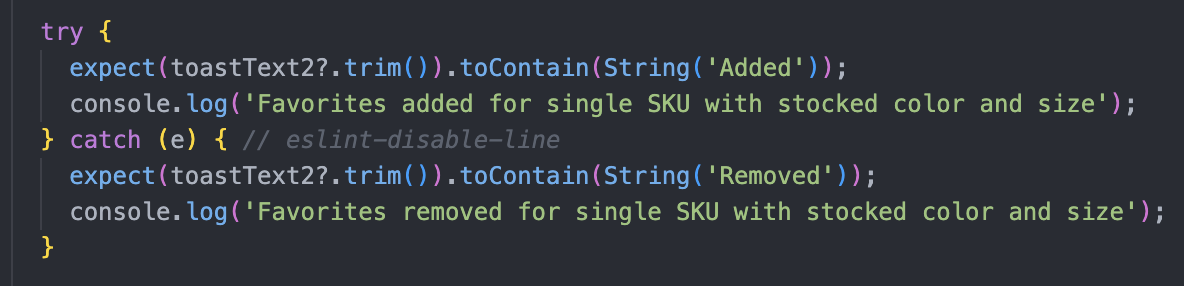 try {
  expect(toastText2?.trim()).toContain(String('Added'));
  console.log('Favorites added for single SKU with stocked color and size');
} catch (e) { // eslint-disable-line
  expect(toastText2?.trim()).toContain(String('Removed'));
  console.log('Favorites removed for single SKU with stocked color and size');
}